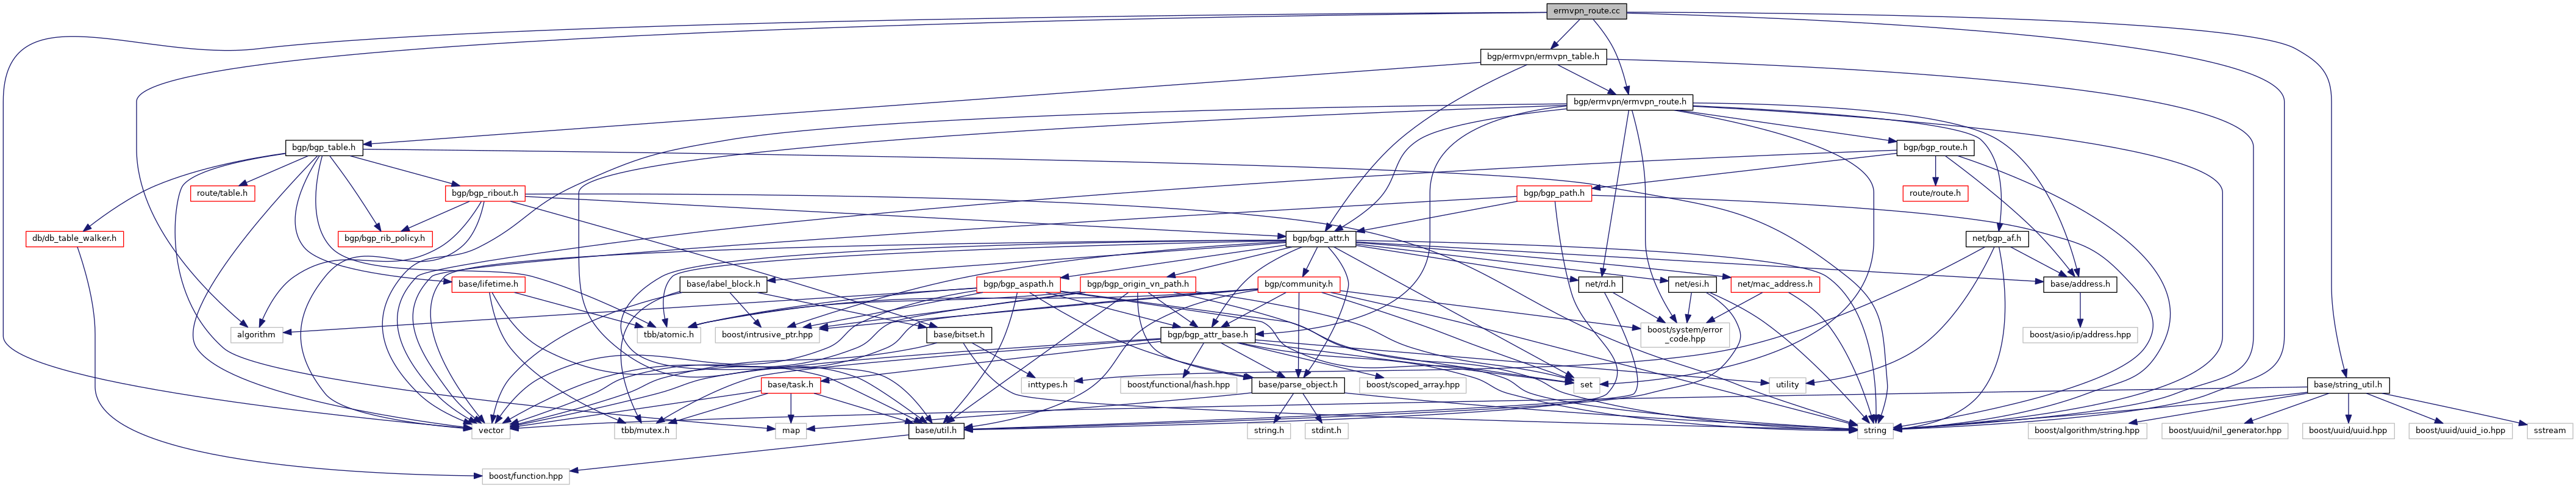 ermvpn_route.cc
bgp/ermvpn/ermvpn_table.h
bgp/ermvpn/ermvpn_route.h
bgp/bgp_table.h
bgp/bgp_route.h
route/table.h
bgp/bgp_ribout.h
bgp/bgp_path.h
route/route.h
db/db_table_walker.h
bgp/bgp_rib_policy.h
bgp/bgp_attr.h
net/bgp_af.h
base/lifetime.h
base/label_block.h
bgp/bgp_aspath.h
bgp/bgp_origin_vn_path.h
bgp/community.h
net/rd.h
net/esi.h
net/mac_address.h
base/address.h
algorithm
tbb/atomic.h
boost/intrusive_ptr.hpp
base/bitset.h
bgp/bgp_attr_base.h
boost/system/error
_code.hpp
boost/asio/ip/address.hpp
base/task.h
inttypes.h
boost/functional/hash.hpp
base/parse_object.h
boost/scoped_array.hpp
set
utility
base/string_util.h
vector
tbb/mutex.h
map
base/util.h
string.h
stdint.h
string
boost/algorithm/string.hpp
boost/uuid/nil_generator.hpp
boost/uuid/uuid.hpp
boost/uuid/uuid_io.hpp
sstream
boost/function.hpp